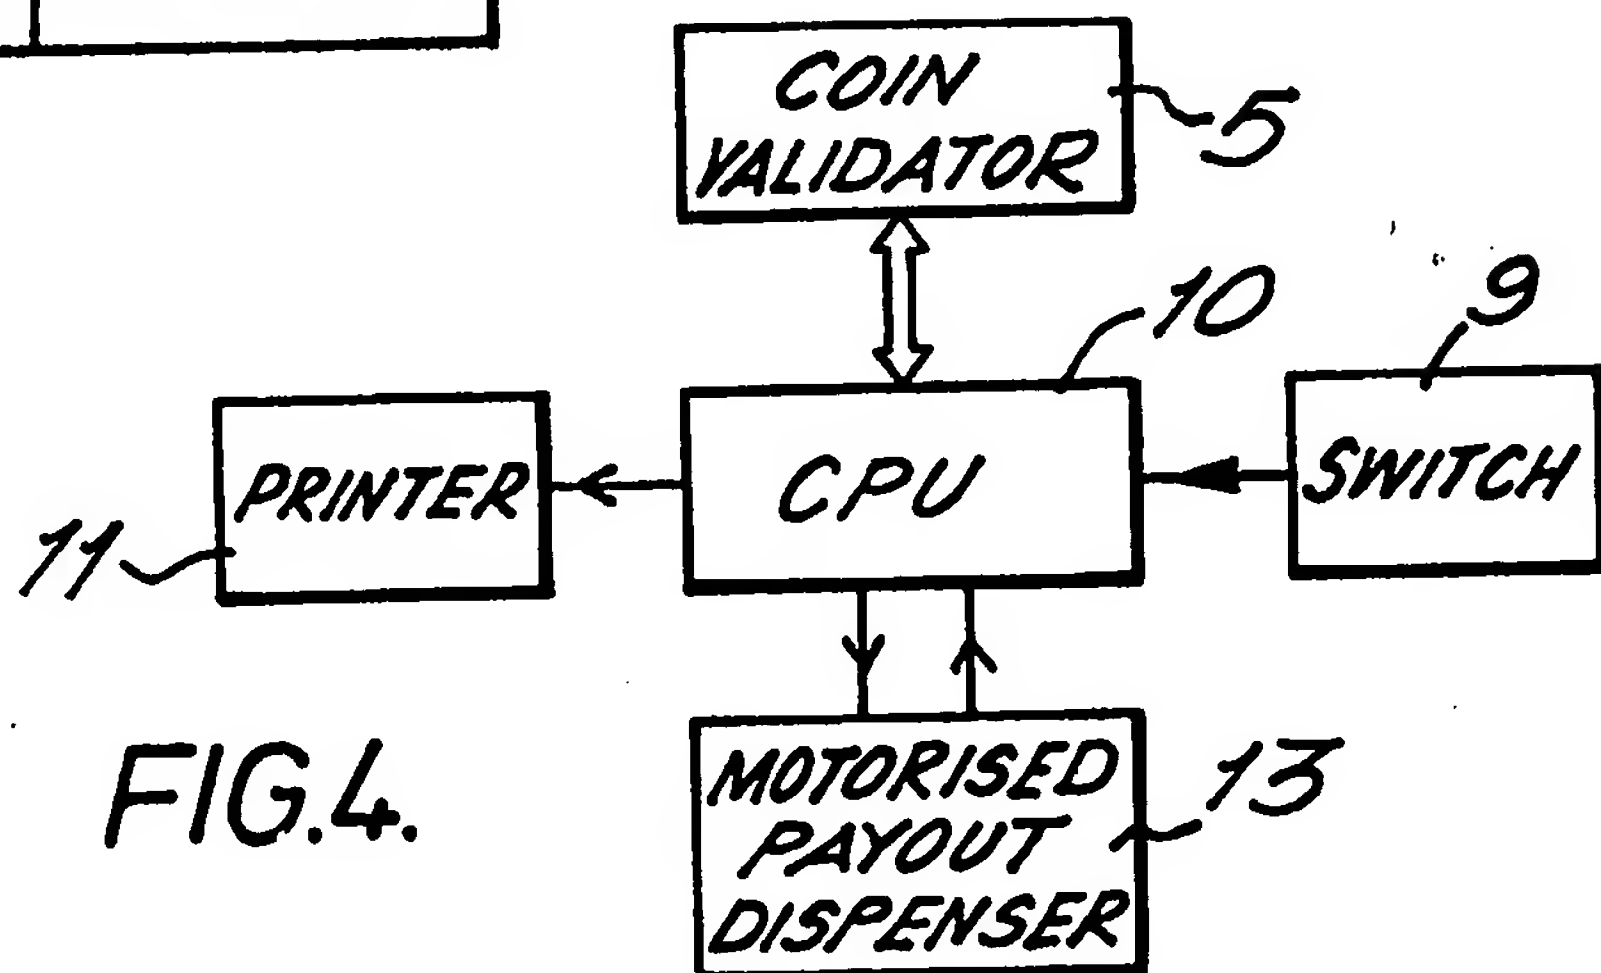 COIN
VALIDATOR
5
10
9
PRINTER
CPU
SWITCH
11
MOTORISED
PAYOUT
DISPENSER
13
FIG.4.